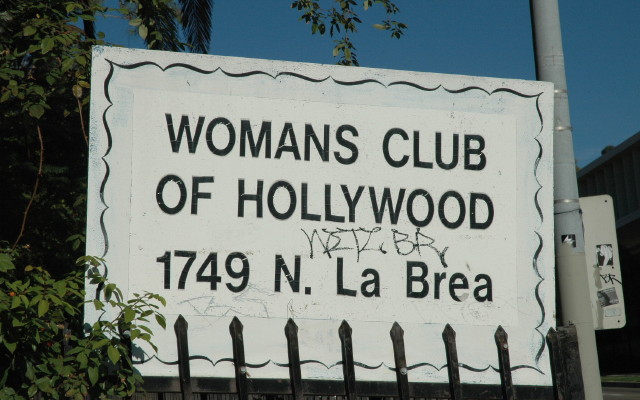 WOMANS CLUB
OF HOLLYWOOD
1749 N. La Brea